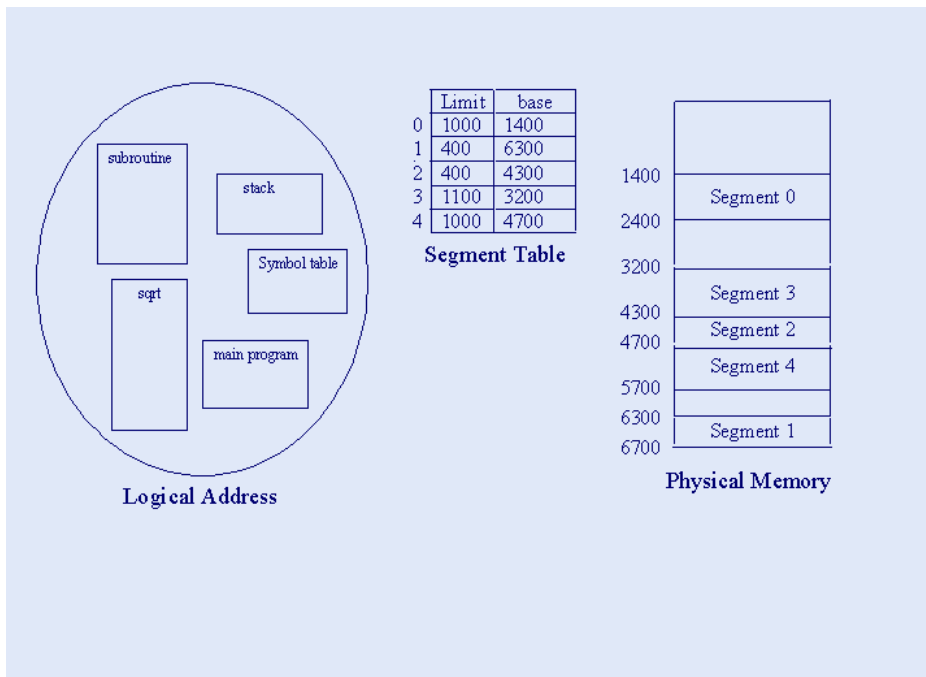 subroutine
stack
Symbol table
sqrt
main program
Logical Address
Limit base
0 1000 1400
1 400 6300
2 400 4300
3 1100 3200
4 1000 4700
Segment Table
1400
Segment 0
2400
3200
Segment 3
4300
Segment 2
4700
Segment 4
5700
6300
Segment 1
6700
Physical Memory